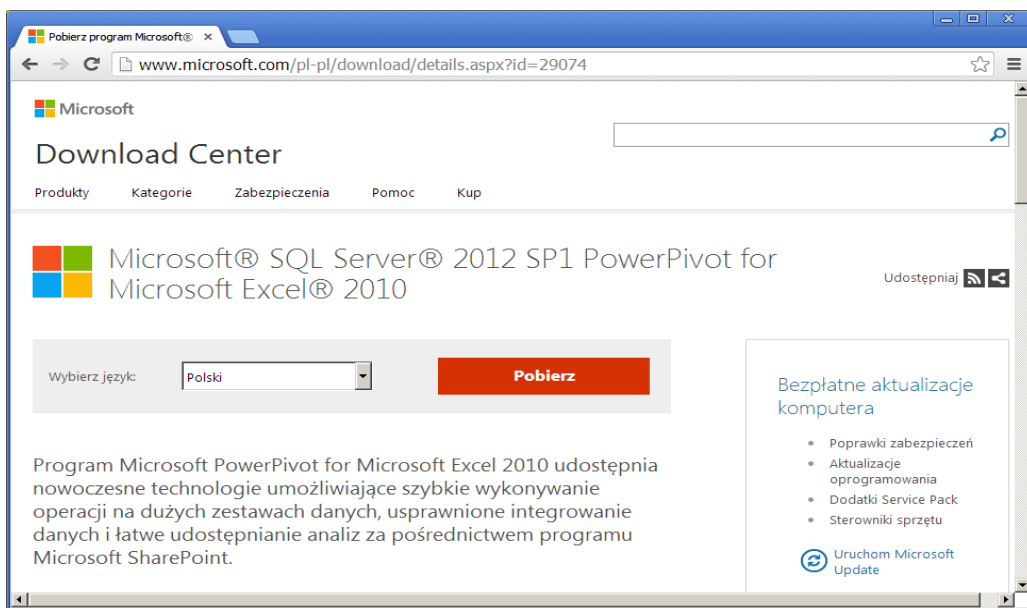 Pobierz program Microsoft®
www.microsoft.com/pl-pl/download/details.aspx?id=29074
Microsoft
Download Center
Produkty Kategorie Zabezpieczenia Pomoc Kup
Microsoft® SQL Server® 2012 SP1 PowerPivot for
Microsoft Excel® 2010
Udostępniaj
Wybierz język: Polski Pobierz
Program Microsoft PowerPivot for Microsoft Excel 2010 udostępnia
nowoczesne technologie umożliwiające szybkie wykonywanie
operacji na dużych zestawach danych, usprawnione integrowanie
danych i łatwe udostępnianie analiz za pośrednictwem programu
Microsoft SharePoint.
Bezpłatne aktualizacje
komputera
• Poprawki zabezpieczeń
• Aktualizacje
oprogramowania
• Dodatki Service Pack
• Sterowniki sprzętu
Uruchom Microsoft
Update